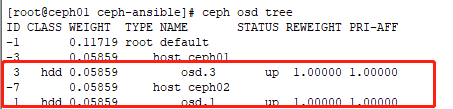 [root@ceph01 ceph-ansible]# ceph osd tree
ID CLASS WEIGHT  TYPE NAME       STATUS REWEIGHT PRI-AFF
-1       0.11719 root default
-3       0.05859     host ceph01
 3   hdd 0.05859         osd.3       up  1.00000 1.00000
-7       0.05859     host ceph02
 1   hdd 0.05859         osd.1       up  1.00000 1.00000